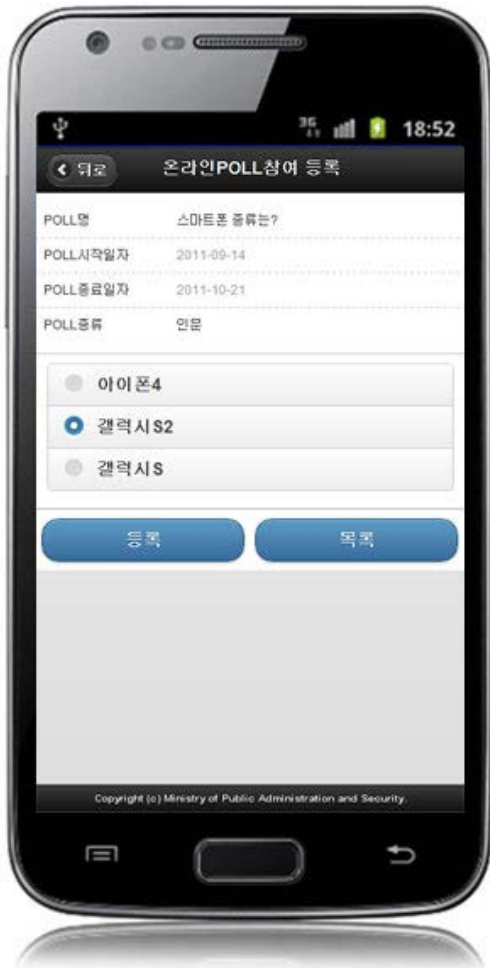 3G 18:52
뒤로 온라인POLL참여 등록
POLL명 스마트폰 종류는?
POLL시작일자 2011-09-14
POLL종료일자 2011-10-21
POLL종류 인문
아이폰4
갤럭시S2
갤럭시S
등록 목록
Copyright (c) Ministry of Public Administration and Security.